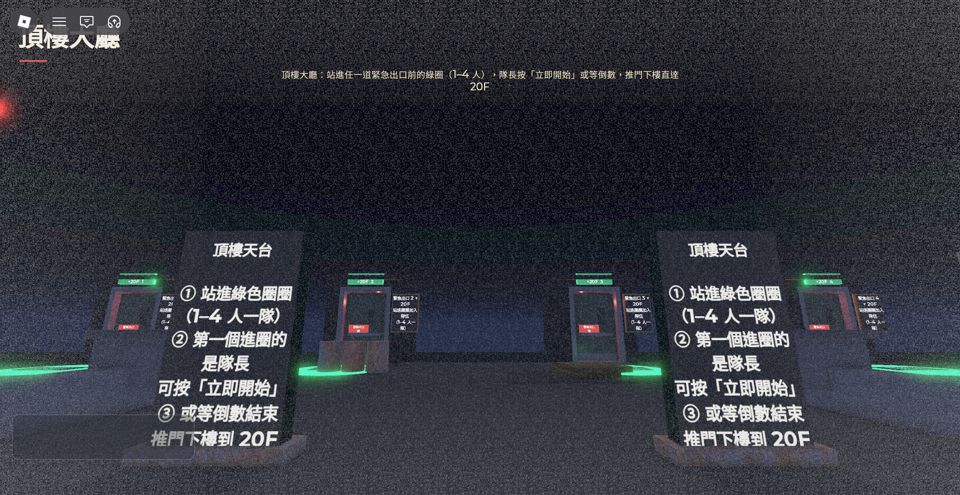 頂樓大廳
頂樓大廳：站進任一道緊急出口前的綠圈（1–4 人），隊長按「立即開始」或等倒數，推門下樓直達
20F
頂樓天台
① 站進綠色圈圈
（1–4 人一隊）
② 第一個進圈的
是隊長
可按「立即開始」
③ 或等倒數結束
推門下樓到 20F
頂樓天台
① 站進綠色圈圈
（1–4 人一隊）
② 第一個進圈的
是隊長
可按「立即開始」
③ 或等倒數結束
推門下樓到 20F